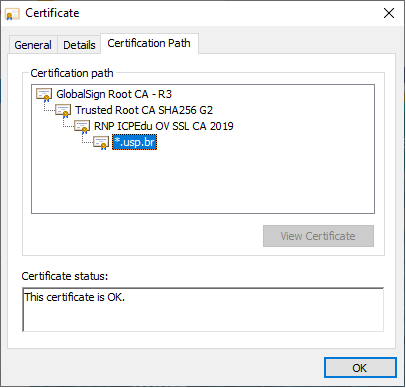 Certificate
General
Details
Certification Path
Certification path
GlobalSign Root CA - R3
Trusted Root CA SHA256 G2
RNP ICPEdu OV SSL CA 2019
*.usp.br
View Certificate
Certificate status:
This certificate is OK.
OK